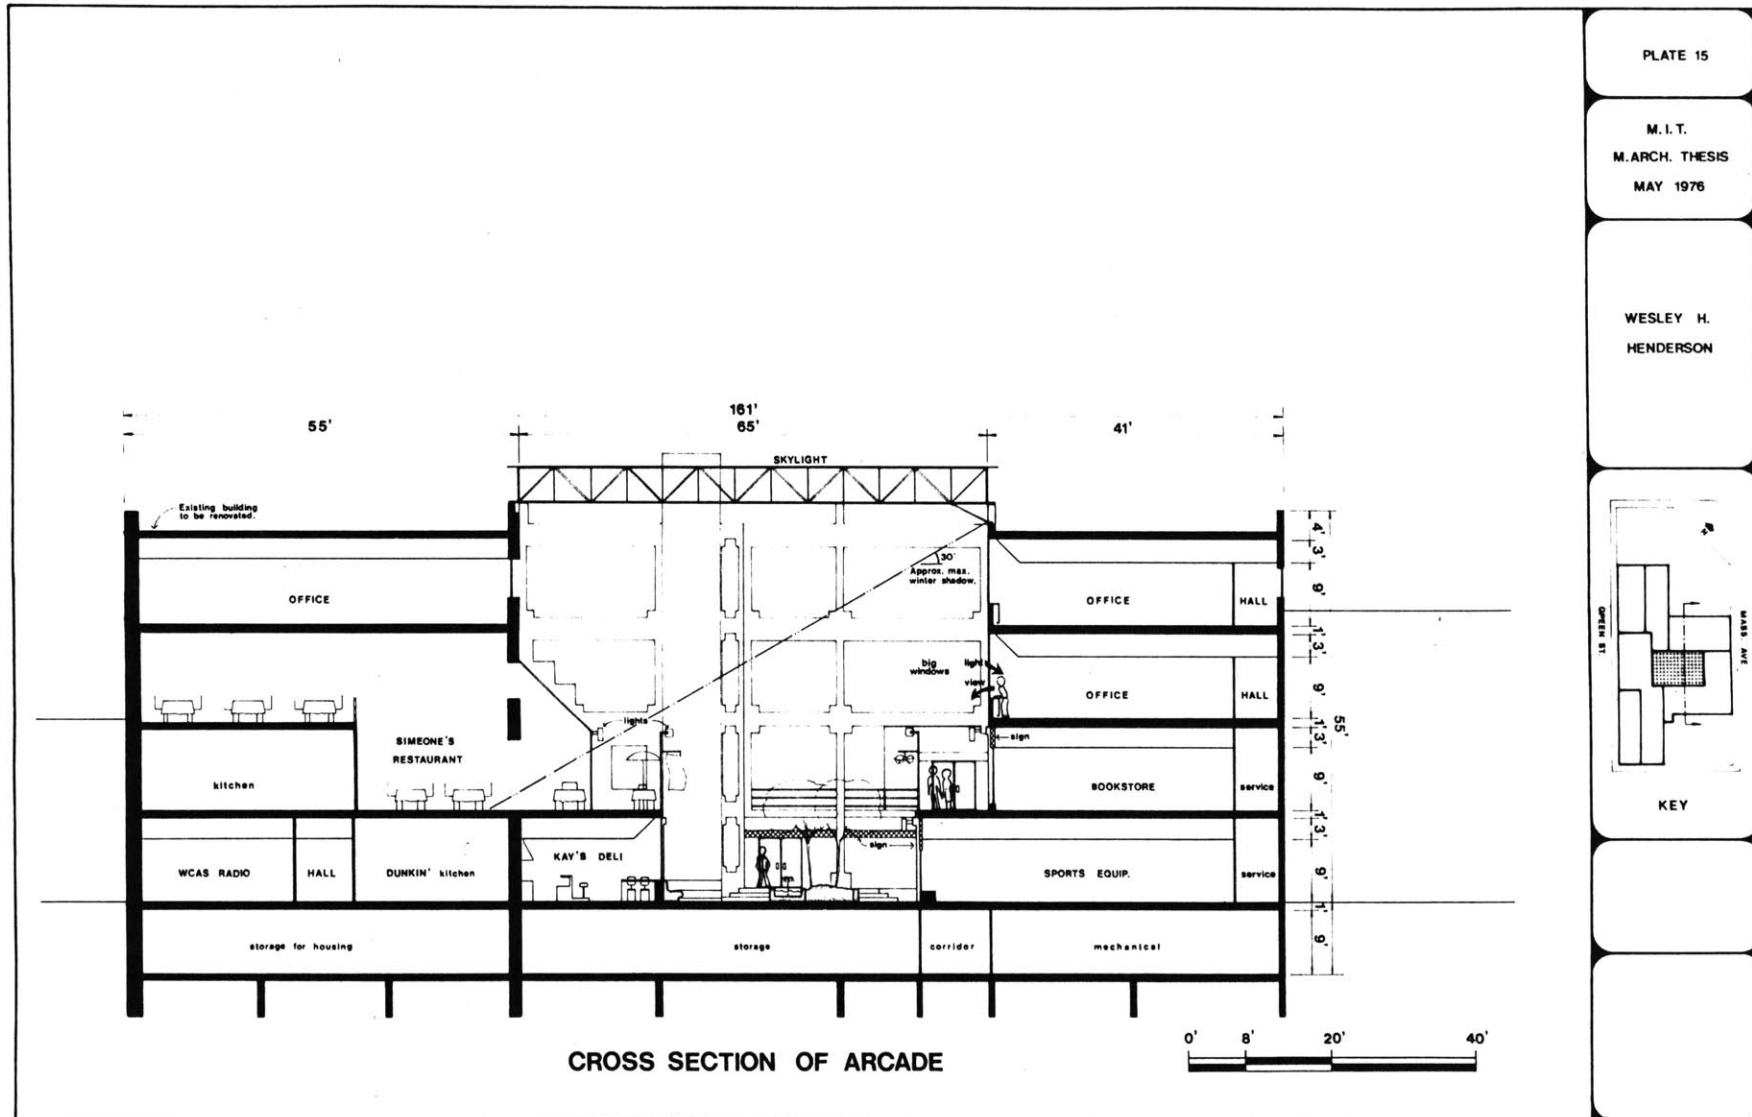 PLATE 15
M.I.T.
M.ARCH. THESIS
MAY 1976
WESLEY H.
HENDERSON
MASS. AVE.
GREEN ST.
KEY
161'
55'
65'
41'
SKYLIGHT
Existing building
to be renovated.
30°
Approx. max.
winter shadow.
OFFICE
OFFICE
HALL
big
windows
light
view
OFFICE
HALL
lights
SIMEONE'S
RESTAURANT
kitchen
sign
BOOKSTORE
service
WCAS RADIO
HALL
DUNKIN' kitchen
KAY'S DELI
sign
SPORTS EQUIP.
service
storage for housing
storage
corridor
mechanical
4'
3'
9'
1'
3'
9'
1'
3'
9'
1'
3'
9'
1'
9'
55'
CROSS SECTION OF ARCADE
0' 8' 20' 40'